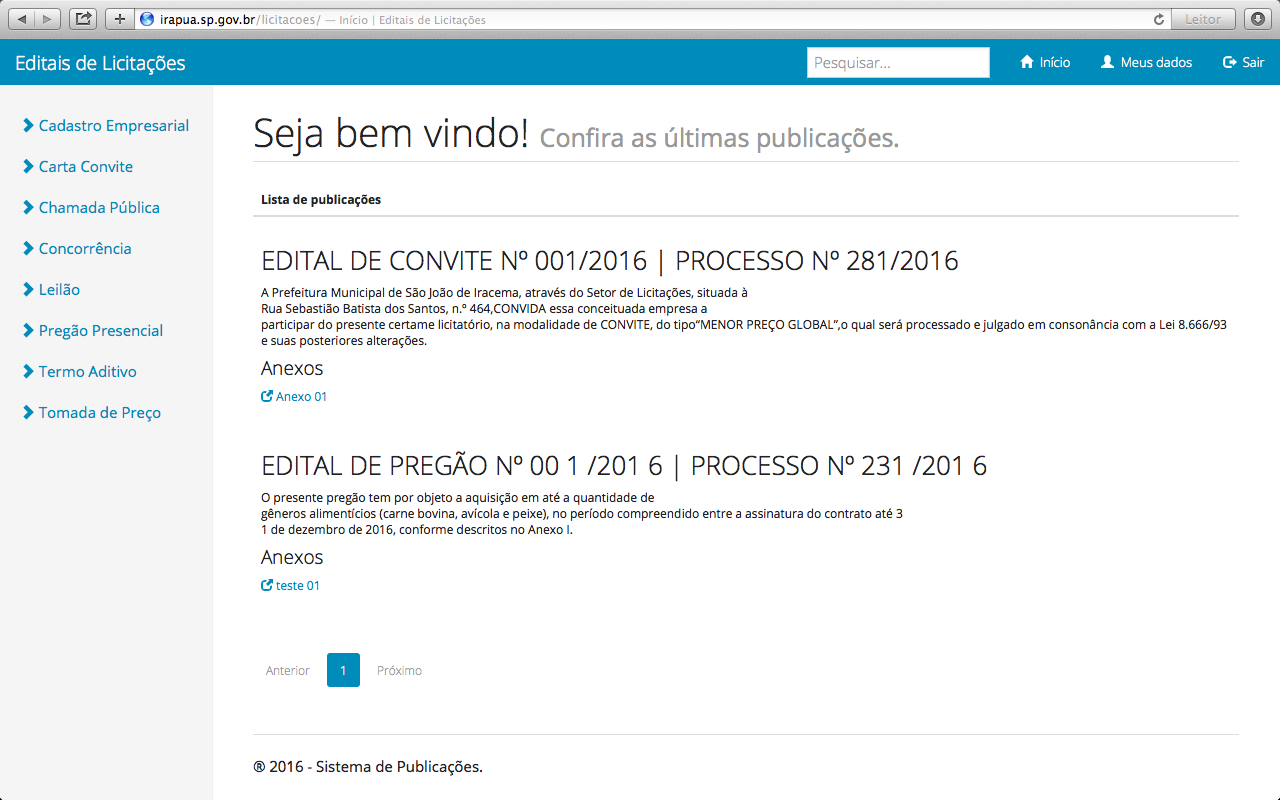 irapua.sp.gov.br/licitacoes/ — Início | Editais de Licitações
Leitor
Editais de Licitações
Pesquisar...
Início
Meus dados
Sair
Cadastro Empresarial
Carta Convite
Chamada Pública
Concorrência
Leilão
Pregão Presencial
Termo Aditivo
Tomada de Preço
Seja bem vindo! Confira as últimas publicações.
Lista de publicações
EDITAL DE CONVITE Nº 001/2016 | PROCESSO Nº 281/2016
A Prefeitura Municipal de São João de Iracema, através do Setor de Licitações, situada à
Rua Sebastião Batista dos Santos, n.º 464,CONVIDA essa conceituada empresa a
participar do presente certame licitatório, na modalidade de CONVITE, do tipo“MENOR PREÇO GLOBAL”,o qual será processado e julgado em consonância com a Lei 8.666/93
e suas posteriores alterações.
Anexos
Anexo 01
EDITAL DE PREGÃO Nº 00 1 /201 6 | PROCESSO Nº 231 /201 6
O presente pregão tem por objeto a aquisição em até a quantidade de
gêneros alimentícios (carne bovina, avícola e peixe), no período compreendido entre a assinatura do contrato até 3
1 de dezembro de 2016, conforme descritos no Anexo I.
Anexos
teste 01
Anterior
1
Próximo
® 2016 - Sistema de Publicações.